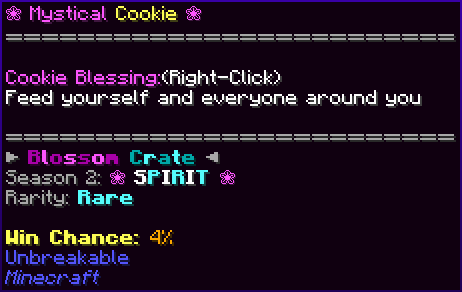 ❀ Mystical Cookie ❀
================================
Cookie Blessing:(Right-Click)
Feed yourself and everyone around you
================================
► Blossom Crate ◄
Season 2: ❀ SPIRIT ❀
Rarity: Rare
Win Chance: 4%
Unbreakable
Minecraft